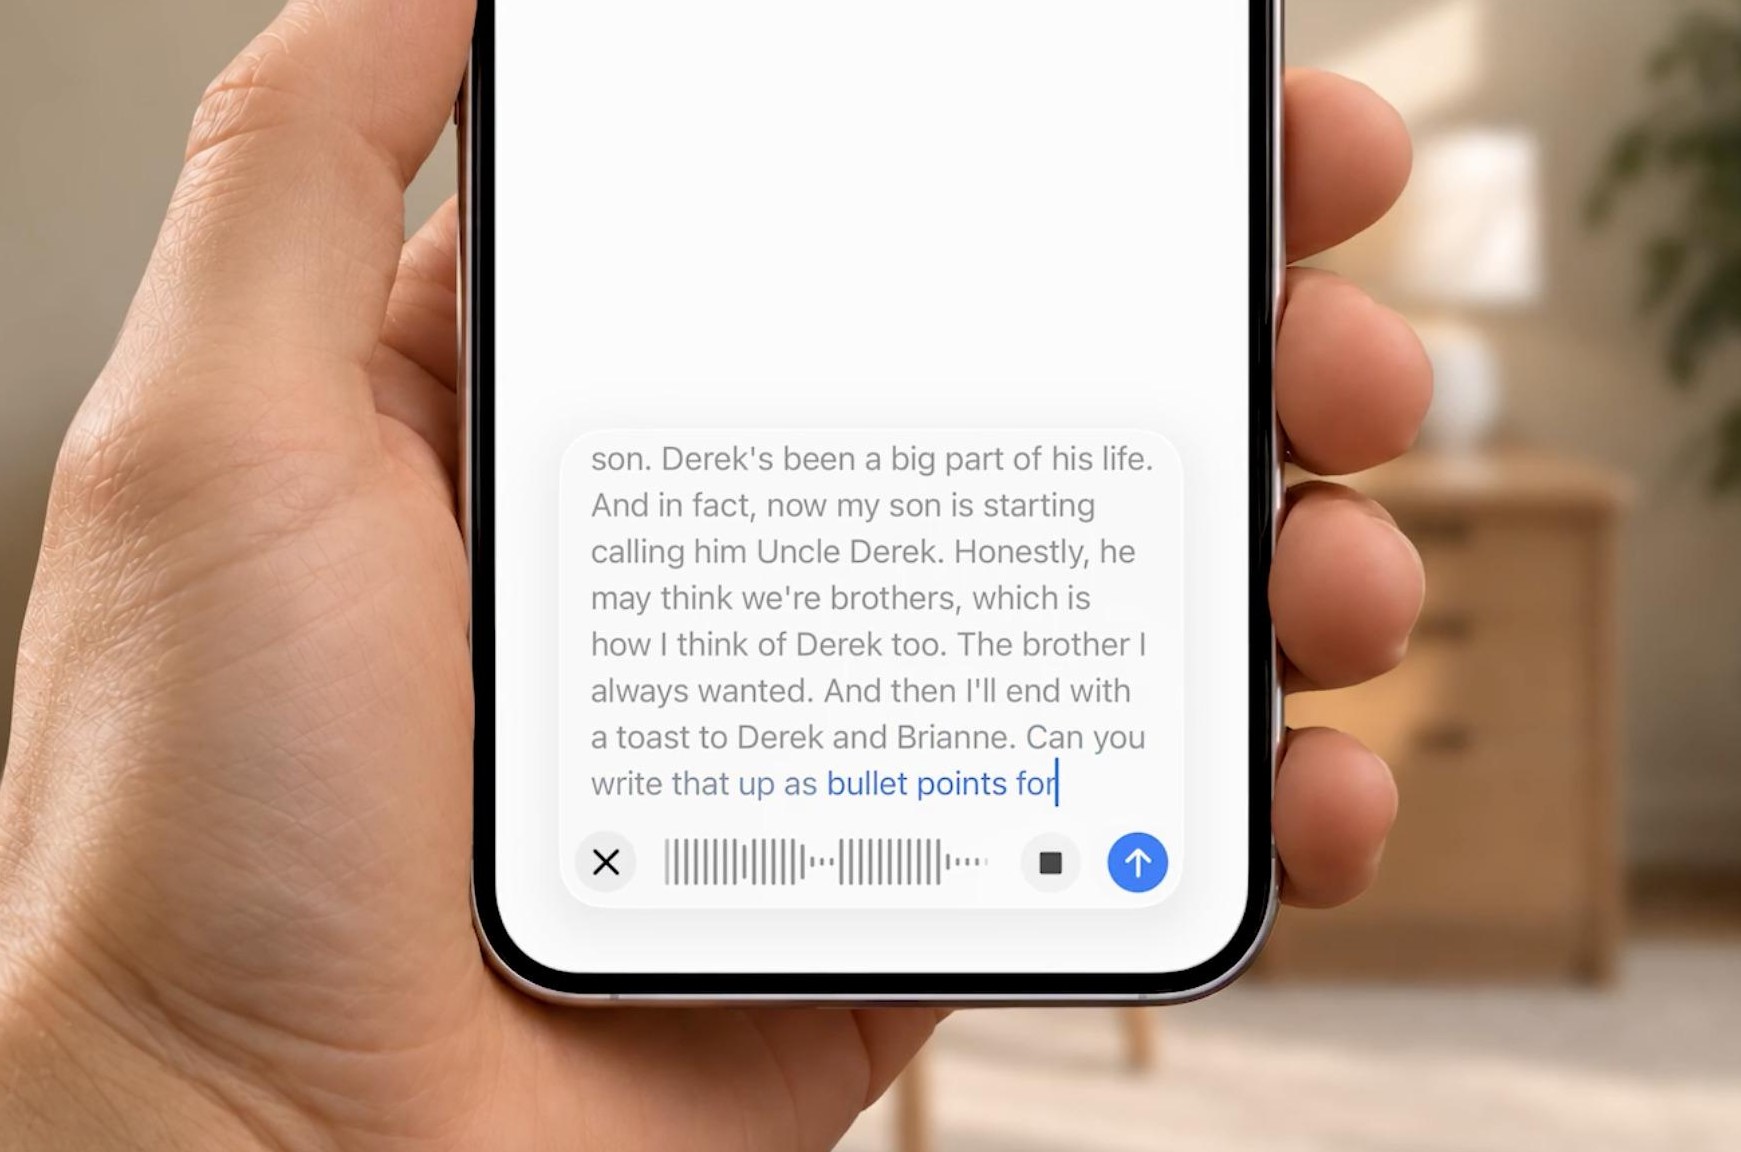 son. Derek's been a big part of his life.
And in fact, now my son is starting
calling him Uncle Derek. Honestly, he
may think we're brothers, which is
how I think of Derek too. The brother I
always wanted. And then I'll end with
a toast to Derek and Brianne. Can you
write that up as bullet points for